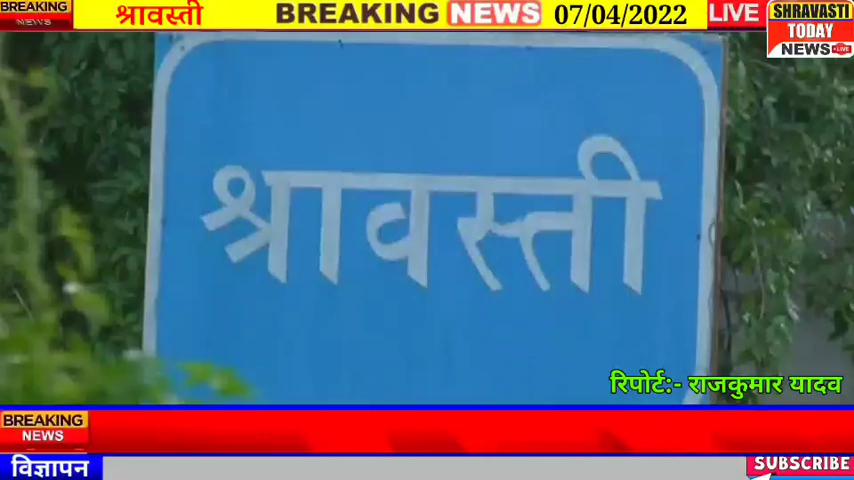 BREAKING
NEWS
श्रावस्ती
BREAKING NEWS
07/04/2022
LIVE
SHRAVASTI
TODAY
NEWS LIVE
श्रावस्ती
रिपोर्ट:- राजकुमार यादव
BREAKING
NEWS
विज्ञापन
SUBSCRIBE